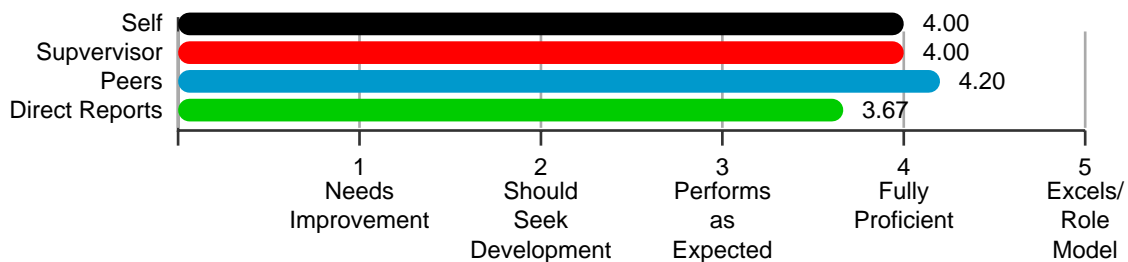 Self 4.00
Supvervisor 4.00
Peers 4.20
Direct Reports 3.67
1 2 3 4 5
Needs Should Performs Fully Excels/
Improvement Seek as Proficient Role
Development Expected Model